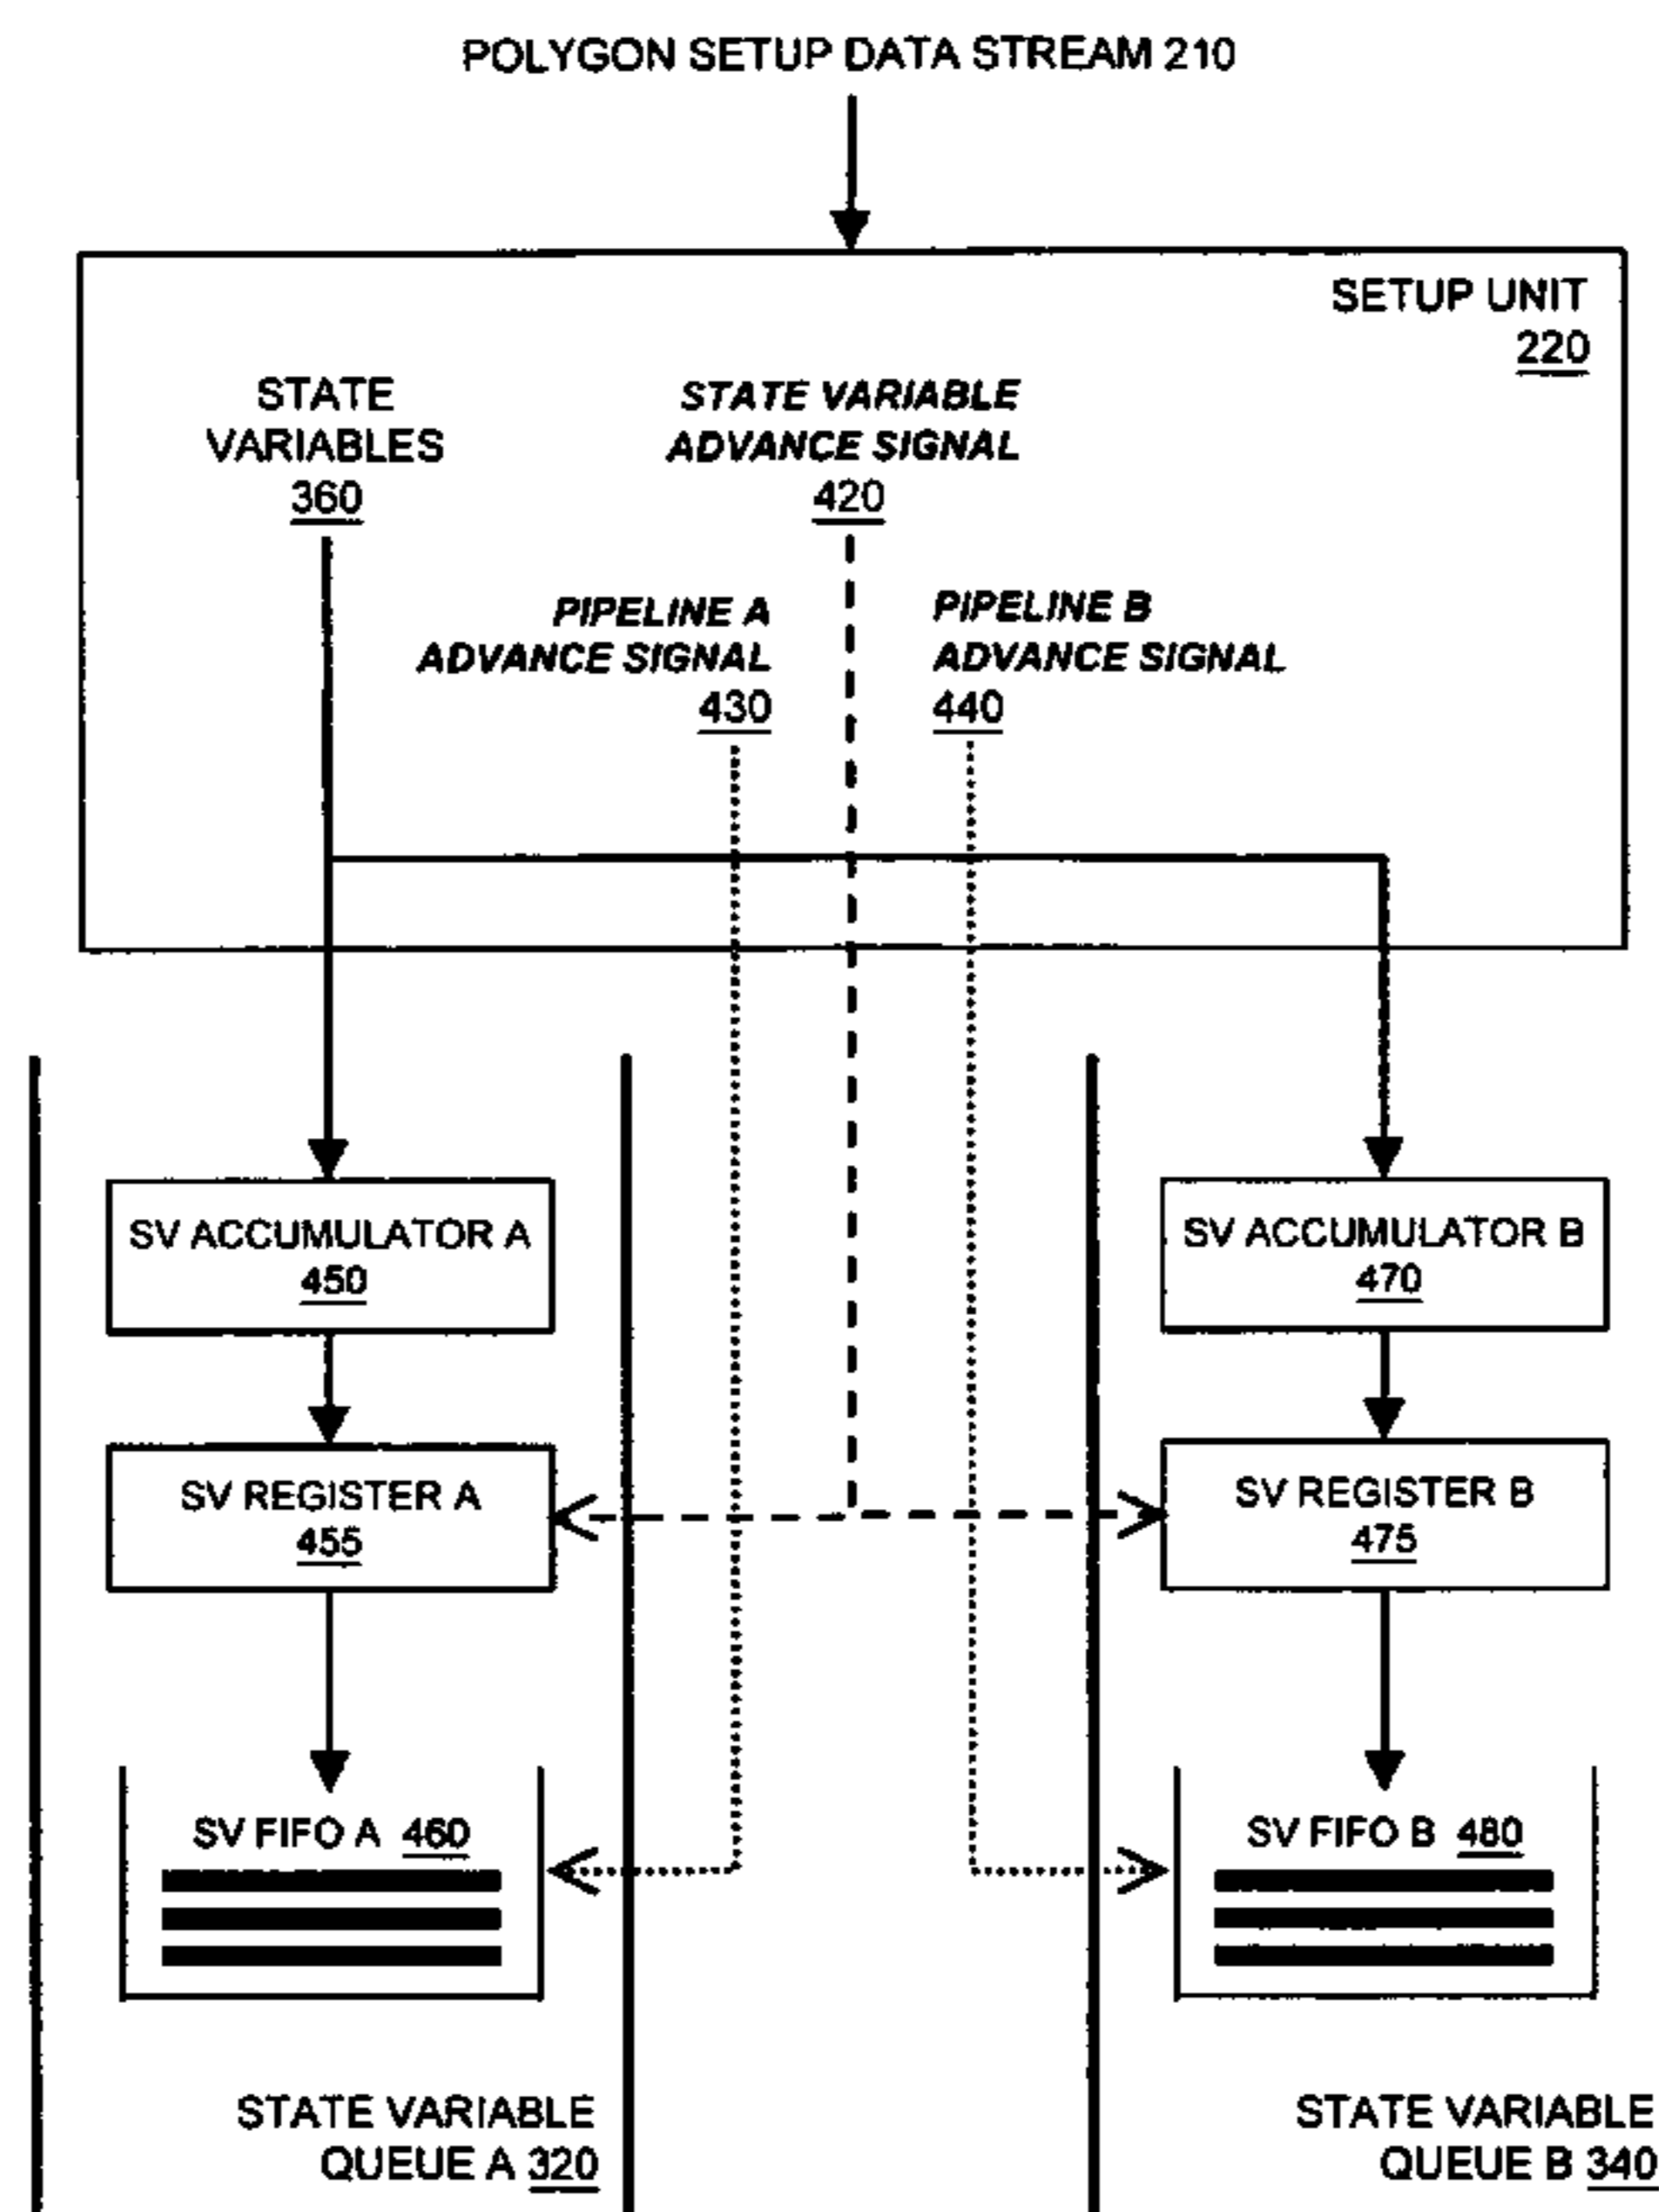 POLYGON SETUP DATA STREAM 210
SETUP UNIT
220
STATE
VARIABLES
360
STATE VARIABLE
ADVANCE SIGNAL
420
PIPELINE A
ADVANCE SIGNAL
430
PIPELINE B
ADVANCE SIGNAL
440
SV ACCUMULATOR A
450
SV ACCUMULATOR B
470
SV REGISTER A
455
SV REGISTER B
475
SV FIFO A 460
SV FIFO B 480
STATE VARIABLE
QUEUE A 320
STATE VARIABLE
QUEUE B 340